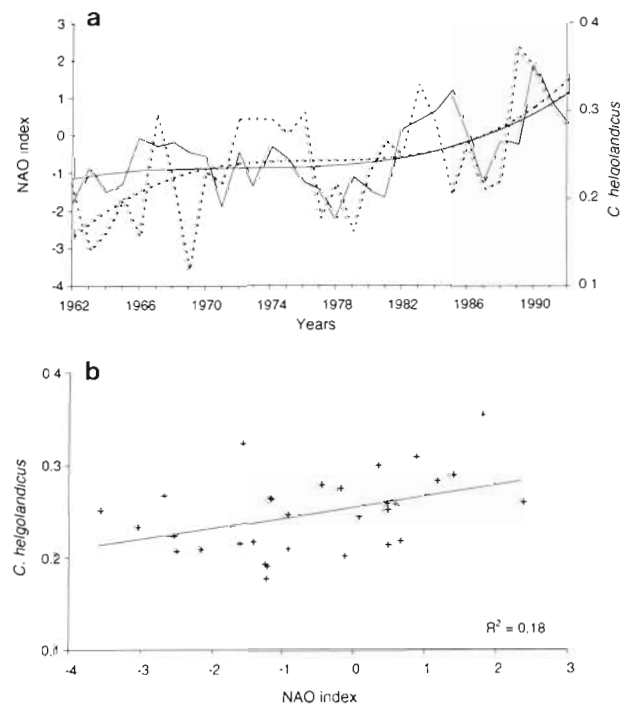 a
3
2
1
0
-1
-2
-3
-4
NAO index
0 4
0.3
0.2
0 1
C helgolandicus
1962 1966 1970 1974 1978 1982 1986 1990
Years
b
0 4
0.3
0.2
0.1
C. helgolandicus
R² = 0.18
-4 -3 -2 -1 0 1 2 3
NAO index